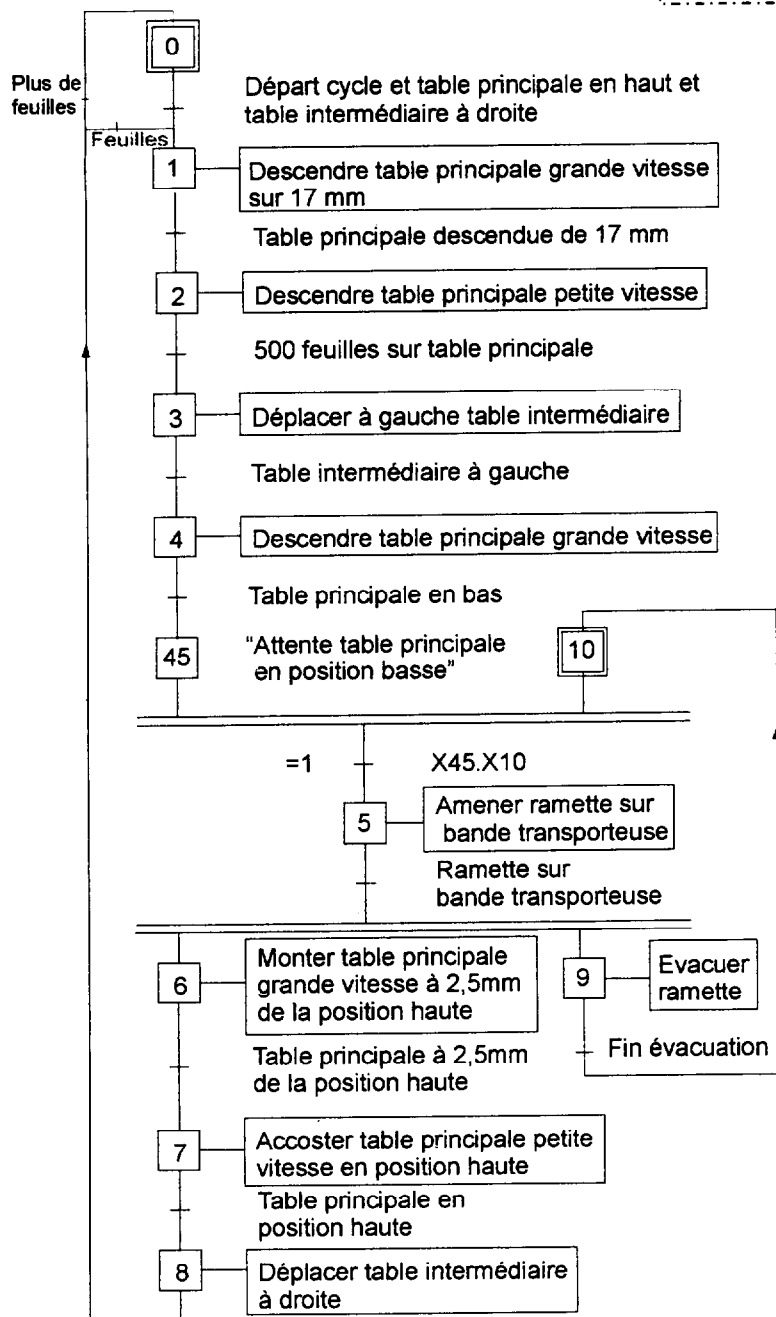 0
Plus de
feuilles
Départ cycle et table principale en haut et
table intermédiaire à droite
Feuilles
1
Descendre table principale grande vitesse
sur 17 mm
Table principale descendue de 17 mm
2
Descendre table principale petite vitesse
500 feuilles sur table principale
3
Déplacer à gauche table intermédiaire
Table intermédiaire à gauche
4
Descendre table principale grande vitesse
Table principale en bas
45
"Attente table principale
en position basse"
10
=1
X45.X10
5
Amener ramette sur
bande transporteuse
Ramette sur
bande transporteuse
6
Monter table principale
grande vitesse à 2,5mm
de la position haute
9
Evacuer
ramette
Table principale à 2,5mm
de la position haute
Fin évacuation
7
Accoster table principale petite
vitesse en position haute
Table principale en
position haute
8
Déplacer table intermédiaire
à droite